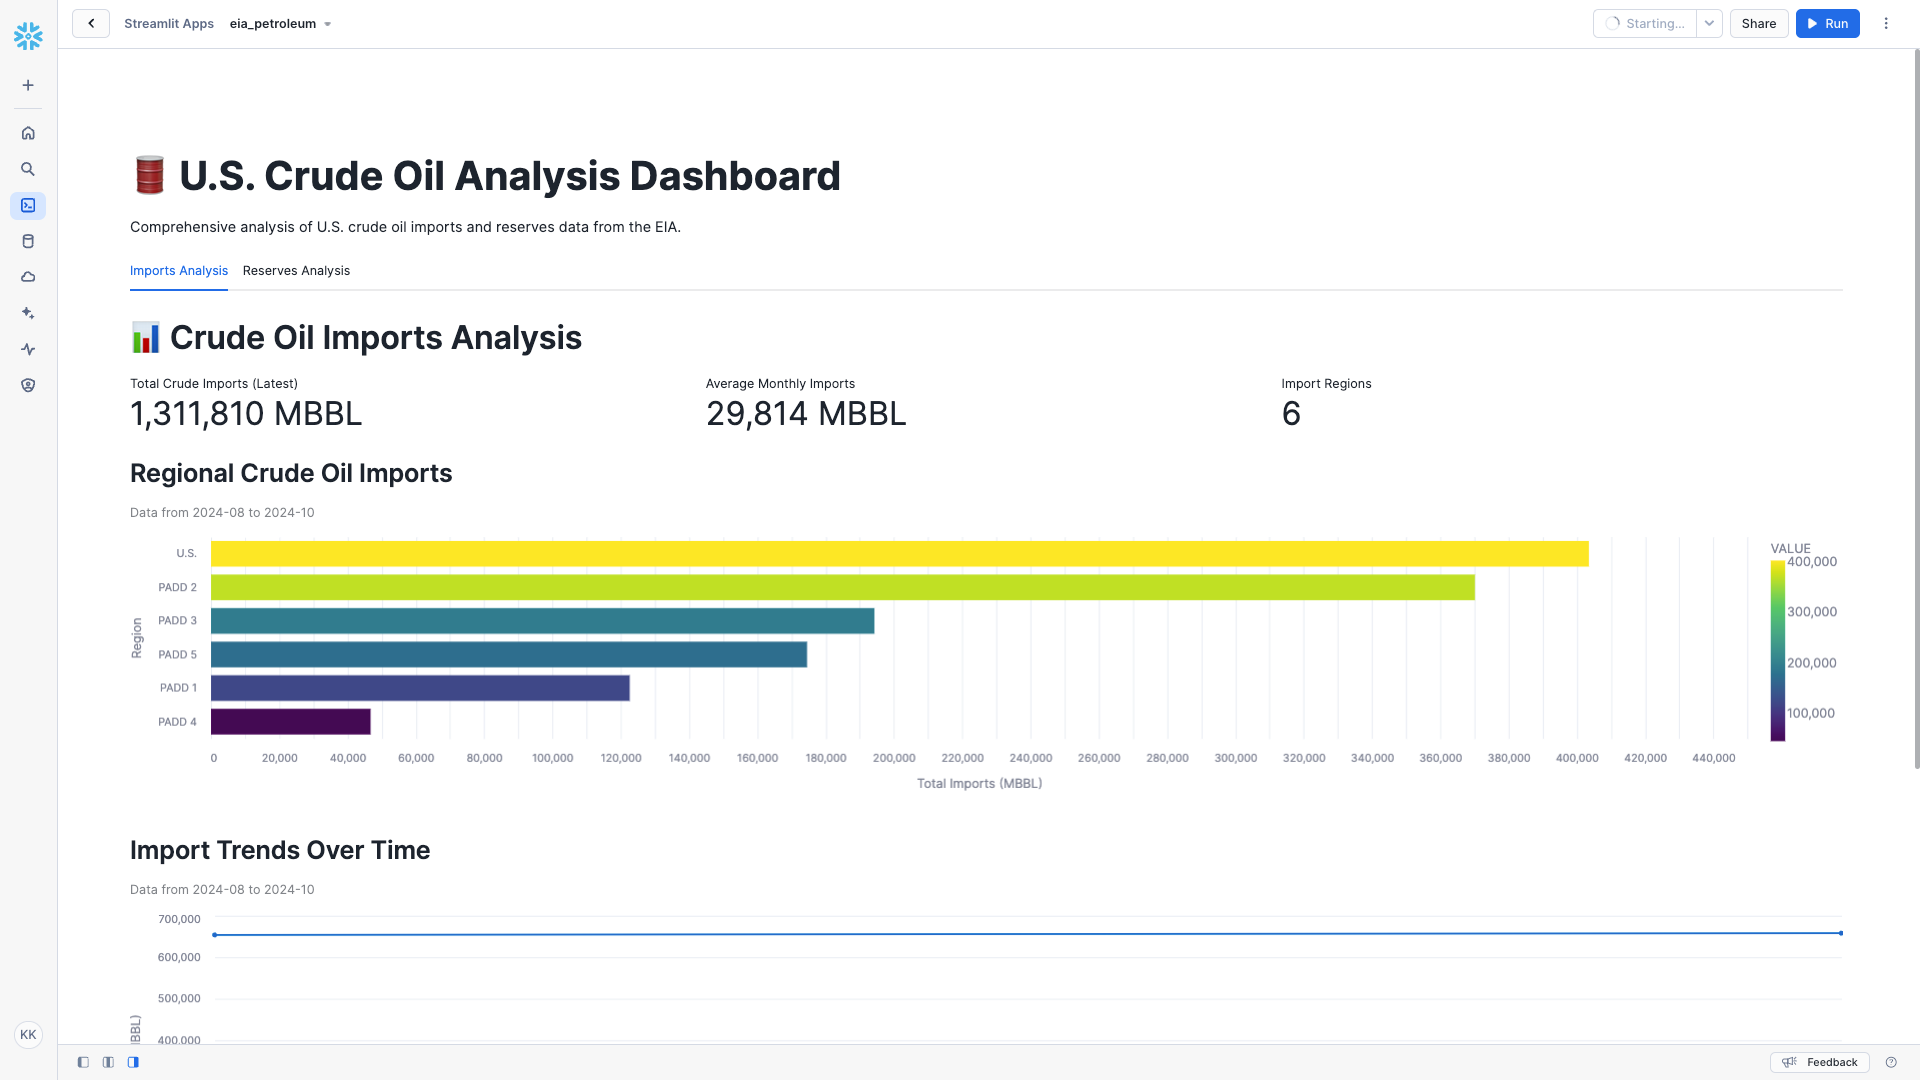 Streamlit Apps
eia_petroleum
Starting...
Share
Run
U.S. Crude Oil Analysis Dashboard
Comprehensive analysis of U.S. crude oil imports and reserves data from the EIA.
Imports Analysis
Reserves Analysis
Crude Oil Imports Analysis
Total Crude Imports (Latest)
1,311,810 MBBL
Average Monthly Imports
29,814 MBBL
Import Regions
6
Regional Crude Oil Imports
Data from 2024-08 to 2024-10
Region
U.S.
PADD 2
PADD 3
PADD 5
PADD 1
PADD 4
0
20,000
40,000
60,000
80,000
100,000
120,000
140,000
160,000
180,000
200,000
220,000
240,000
260,000
280,000
300,000
320,000
340,000
360,000
380,000
400,000
420,000
440,000
Total Imports (MBBL)
VALUE
400,000
300,000
200,000
100,000
Import Trends Over Time
Data from 2024-08 to 2024-10
700,000
600,000
500,000
400,000
KK
Feedback